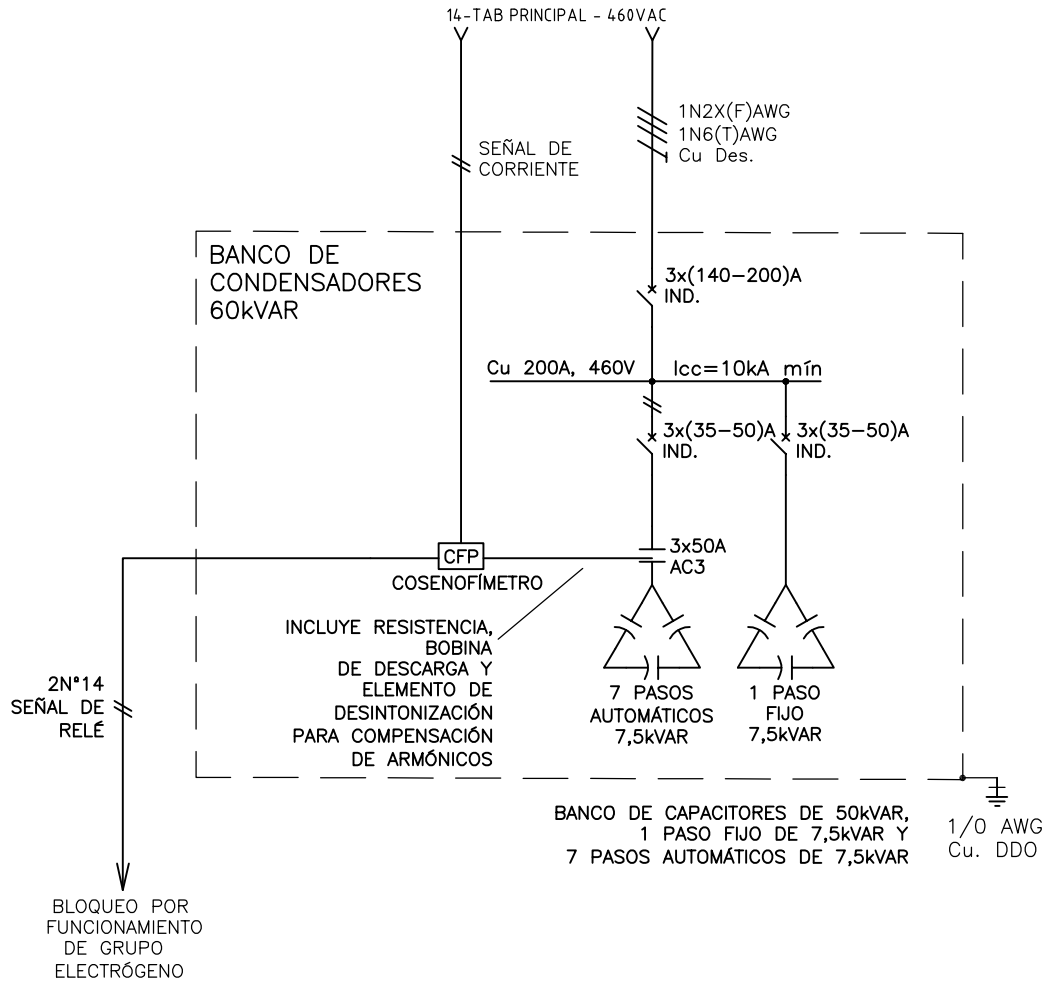 14-TAB PRINCIPAL - 460VAC
1N2X(F)AWG
1N6(T)AWG
Cu Des.
SEÑAL DE
CORRIENTE
BANCO DE
CONDENSADORES
60kVAR
3x(140-200)A
IND.
Cu 200A, 460V
Icc=10kA mín
3x(35-50)A
IND.
3x(35-50)A
IND.
CFP
COSENOFÍMETRO
3x50A
AC3
INCLUYE RESISTENCIA,
BOBINA
DE DESCARGA Y
ELEMENTO DE
DESINTONIZACIÓN
PARA COMPENSACIÓN
DE ARMÓNICOS
7 PASOS
AUTOMÁTICOS
7,5kVAR
1 PASO
FIJO
7,5kVAR
2N°14
SEÑAL DE
RELÉ
BANCO DE CAPACITORES DE 50kVAR,
1 PASO FIJO DE 7,5kVAR Y
7 PASOS AUTOMÁTICOS DE 7,5kVAR
1/0 AWG
Cu. DDO
BLOQUEO POR
FUNCIONAMIENTO
DE GRUPO
ELECTRÓGENO